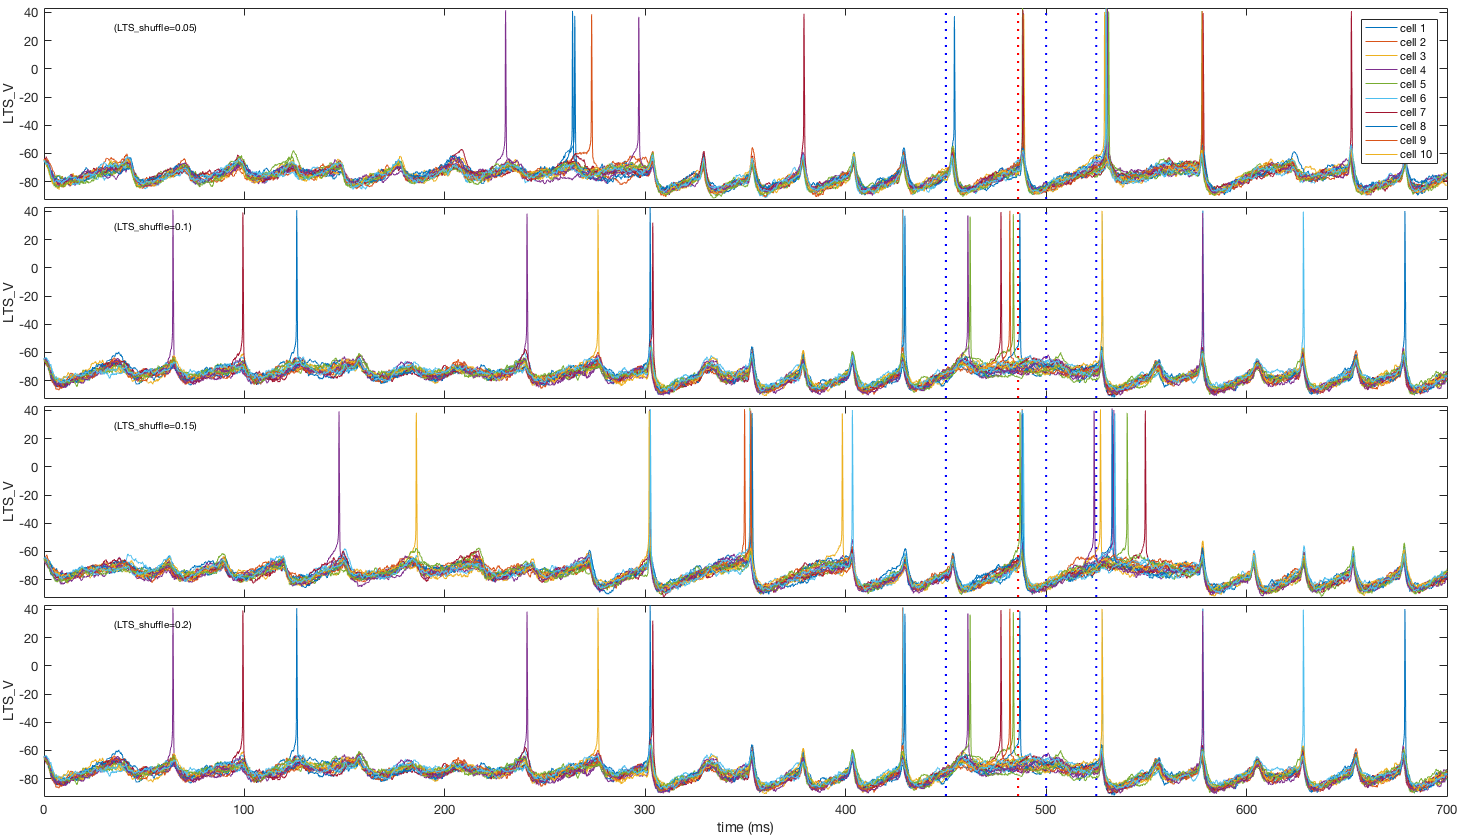 40
20
0
-20
-40
-60
-80
LTS_V
(LTS_shuffle=0.05)
cell 1
cell 2
cell 3
cell 4
cell 5
cell 6
cell 7
cell 8
cell 9
cell 10
40
20
0
-20
-40
-60
-80
LTS_V
(LTS_shuffle=0.1)
40
20
0
-20
-40
-60
-80
LTS_V
(LTS_shuffle=0.15)
40
20
0
-20
-40
-60
-80
LTS_V
(LTS_shuffle=0.2)
0 100 200 300 400 500 600 700
time (ms)